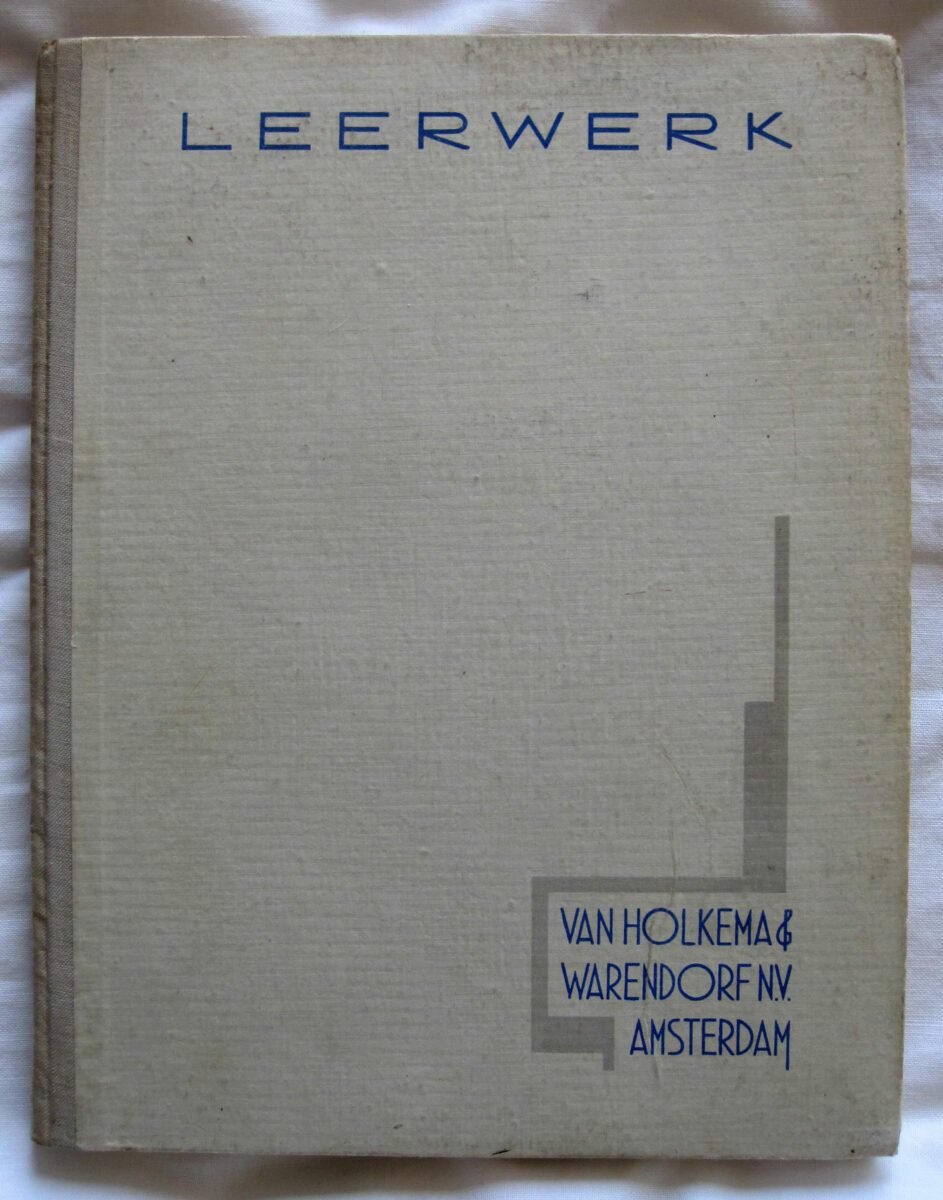 LEERWERK
VAN HOLKEMA &
WARENDORF N.V.
AMSTERDAM